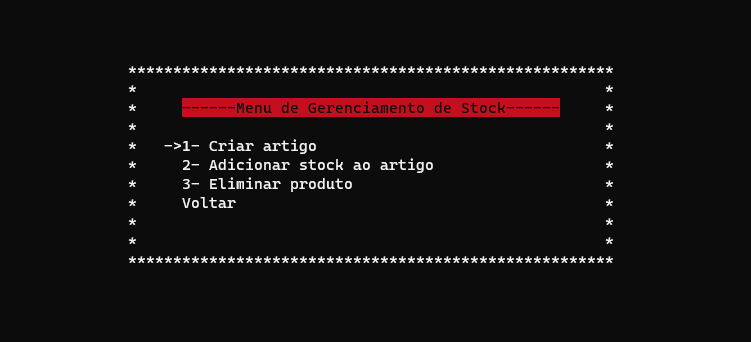 ******************************************************
*                                                    *
*     ------Menu de Gerenciamento de Stock------     *
*                                                    *
*   ->1- Criar artigo                                *
*     2- Adicionar stock ao artigo                   *
*     3- Eliminar produto                            *
*     Voltar                                         *
*                                                    *
*                                                    *
******************************************************